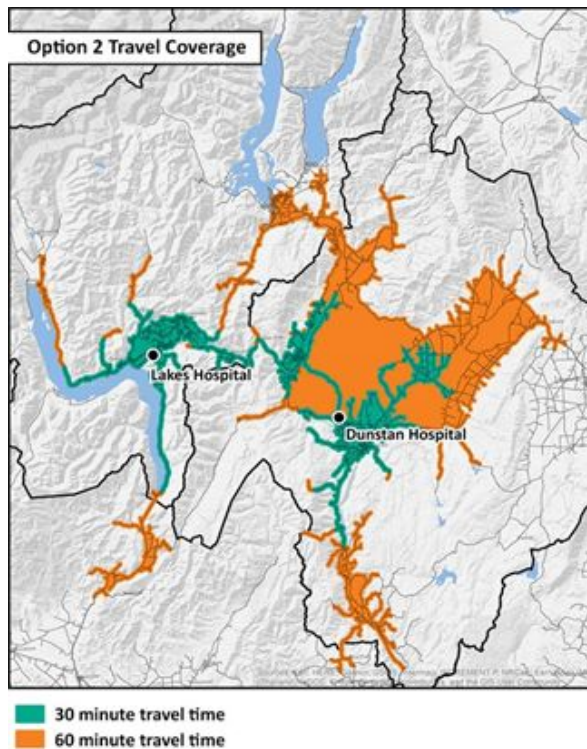 Option 2 Travel Coverage
Lakes Hospital
Dunstan Hospital
30 minute travel time
60 minute travel time